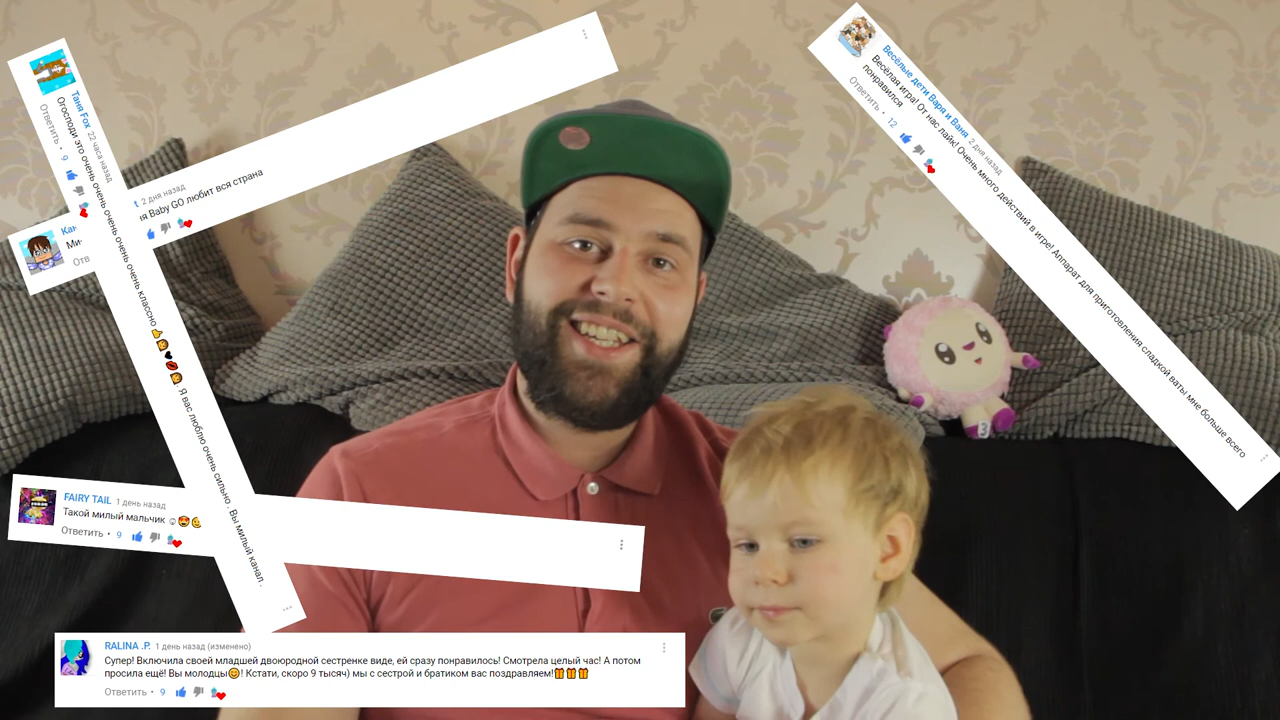 Таня Fox 22 часа назад
Огосподи это очень очень очень очень очень очень классно 👍🙆♥💋🙆. Я вас люблю очень сильно . Вы милый канал .
Ответить • 9
2 дня назад
Baby GO любит вся страна
FAIRY TAIL 1 день назад
Такой милый мальчик ☺😍
Ответить • 9
RALINA .P. 1 день назад (изменено)
Супер! Включила своей младшей двоюродной сестренке виде, ей сразу понравилось! Смотрела целый час! А потом
просила ещё! Вы молодцы😊! Кстати, скоро 9 тысяч) мы с сестрой и братиком вас поздравляем!🎁🎁🎁
Ответить • 9
Весёлые дети Варя и Ваня 2 дня назад
Весёлая игра! От нас лайк! Очень много действий в игре! Аппарат для приготовления сладкой ваты мне больше всего
понравился
Ответить • 12